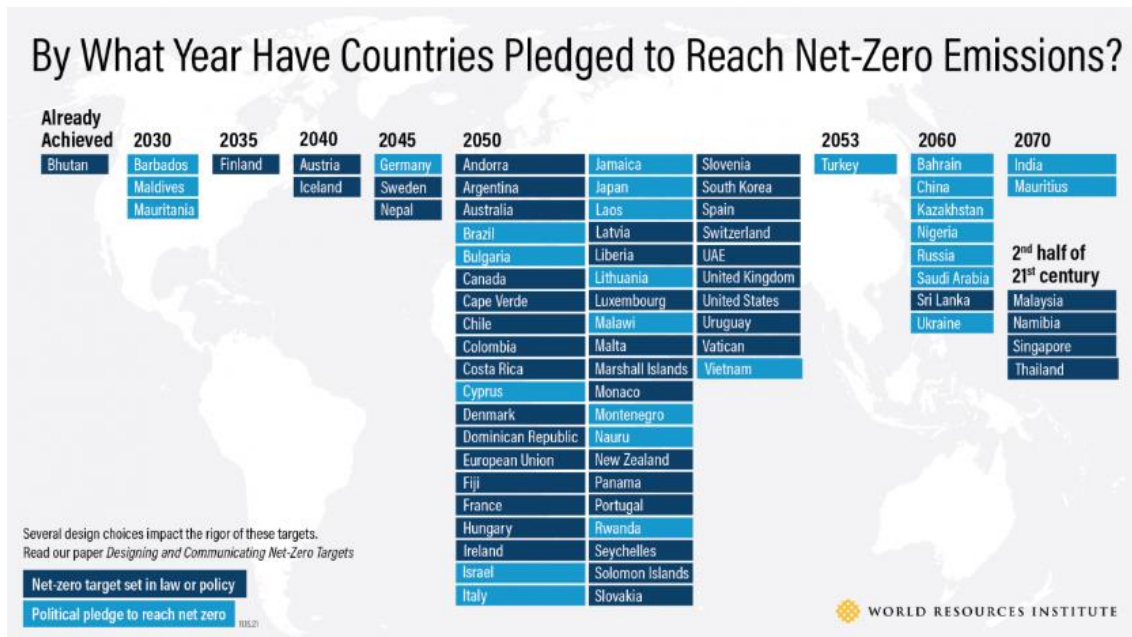 By What Year Have Countries Pledged to Reach Net-Zero Emissions?
Already
Achieved
Bhutan
2030
Barbados
Maldives
Mauritania
2035
Finland
2040
Austria
Iceland
2045
Germany
Sweden
Nepal
2050
Andorra
Argentina
Australia
Brazil
Bulgaria
Canada
Cape Verde
Chile
Colombia
Costa Rica
Cyprus
Denmark
Dominican Republic
European Union
Fiji
France
Hungary
Ireland
Israel
Italy
Jamaica
Japan
Laos
Latvia
Liberia
Lithuania
Luxembourg
Malawi
Malta
Marshall Islands
Monaco
Montenegro
Nauru
New Zealand
Panama
Portugal
Rwanda
Seychelles
Solomon Islands
Slovakia
Slovenia
South Korea
Spain
Switzerland
UAE
United Kingdom
United States
Uruguay
Vatican
Vietnam
2053
Turkey
2060
Bahrain
China
Kazakhstan
Nigeria
Russia
Saudi Arabia
Sri Lanka
Ukraine
2070
India
Mauritius
2nd half of
21st century
Malaysia
Namibia
Singapore
Thailand
Several design choices impact the rigor of these targets.
Read our paper Designing and Communicating Net-Zero Targets
Net-zero target set in law or policy
Political pledge to reach net zero
WORLD RESOURCES INSTITUTE